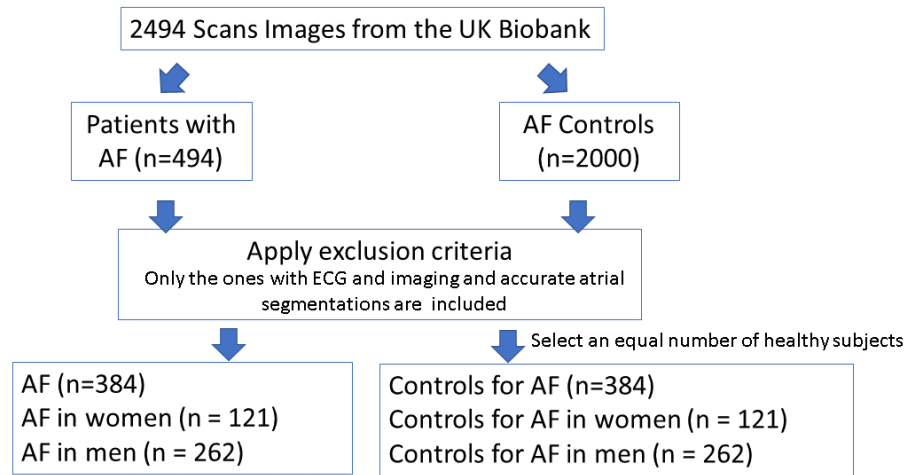 2494 Scans Images from the UK Biobank
Patients with
AF (n=494)
AF Controls
(n=2000)
Apply exclusion criteria
Only the ones with ECG and imaging and accurate atrial
segmentations are included
Select an equal number of healthy subjects
AF (n=384)
AF in women (n = 121)
AF in men (n = 262)
Controls for AF (n=384)
Controls for AF in women (n = 121)
Controls for AF in men (n = 262)